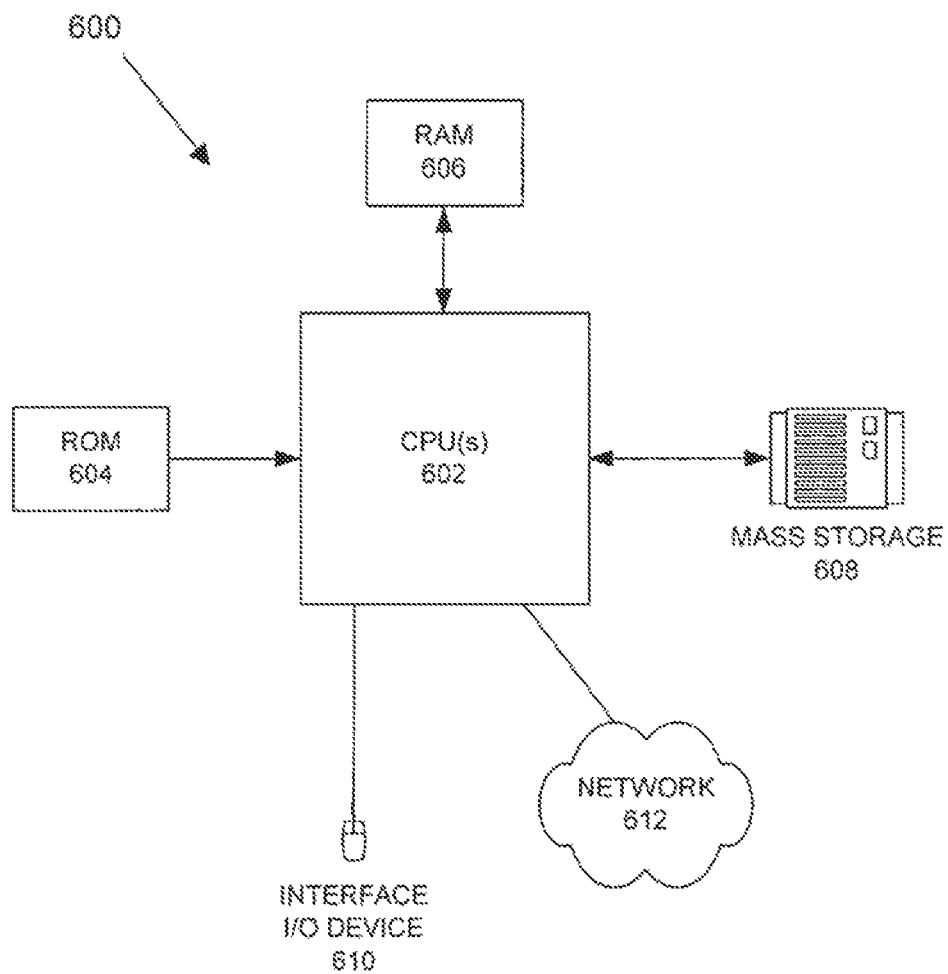 600
RAM
606
ROM
604
CPU(s)
602
MASS STORAGE
608
NETWORK
612
INTERFACE
I/O DEVICE
610